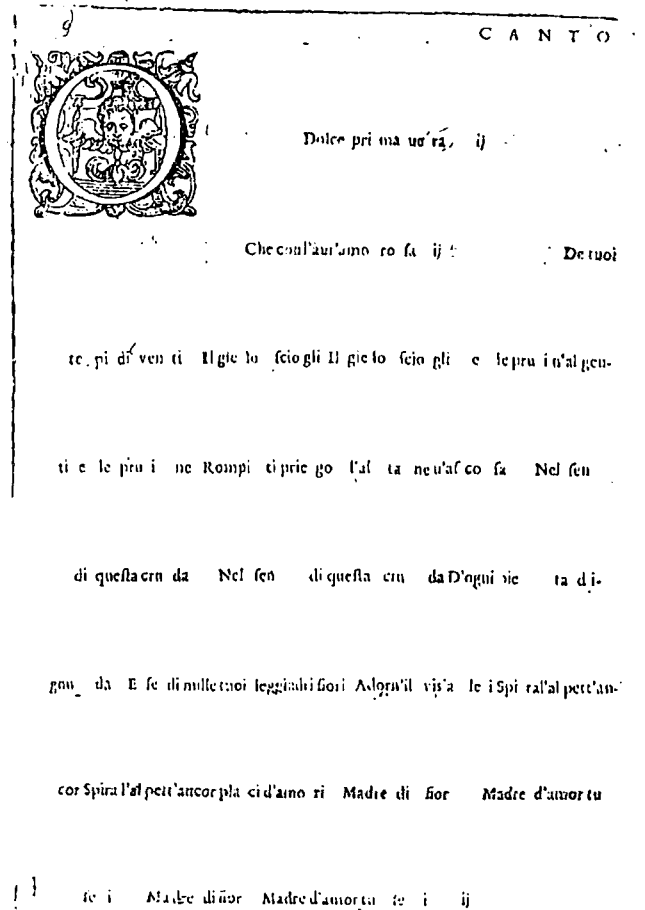 CANTO
O Dolce pri ma ue ra, ij
Che con l'aur'amo ro sa ij De tuoi
te pi di ven ti Il gie lo ſcio gli Il gie lo ſcio gli e le pru i n'al gen-
ti e le pru i ne Rompi ti prie go l'al ta ne u'aſ co ſa Nel ſen
di queſta cru da Nel ſen di queſta cru da D'ogni pie ta di-
gnu da E ſe di mille tuoi leggiadri fiori Adorn'il viſ'a le i Spi ral'al pett'an-
cor Spira l'al pett'ancor pla ci d'amo ri Madre di fior Madre d'amor tu
ſe i Madre di fior Madre d'amor tu ſe i ij